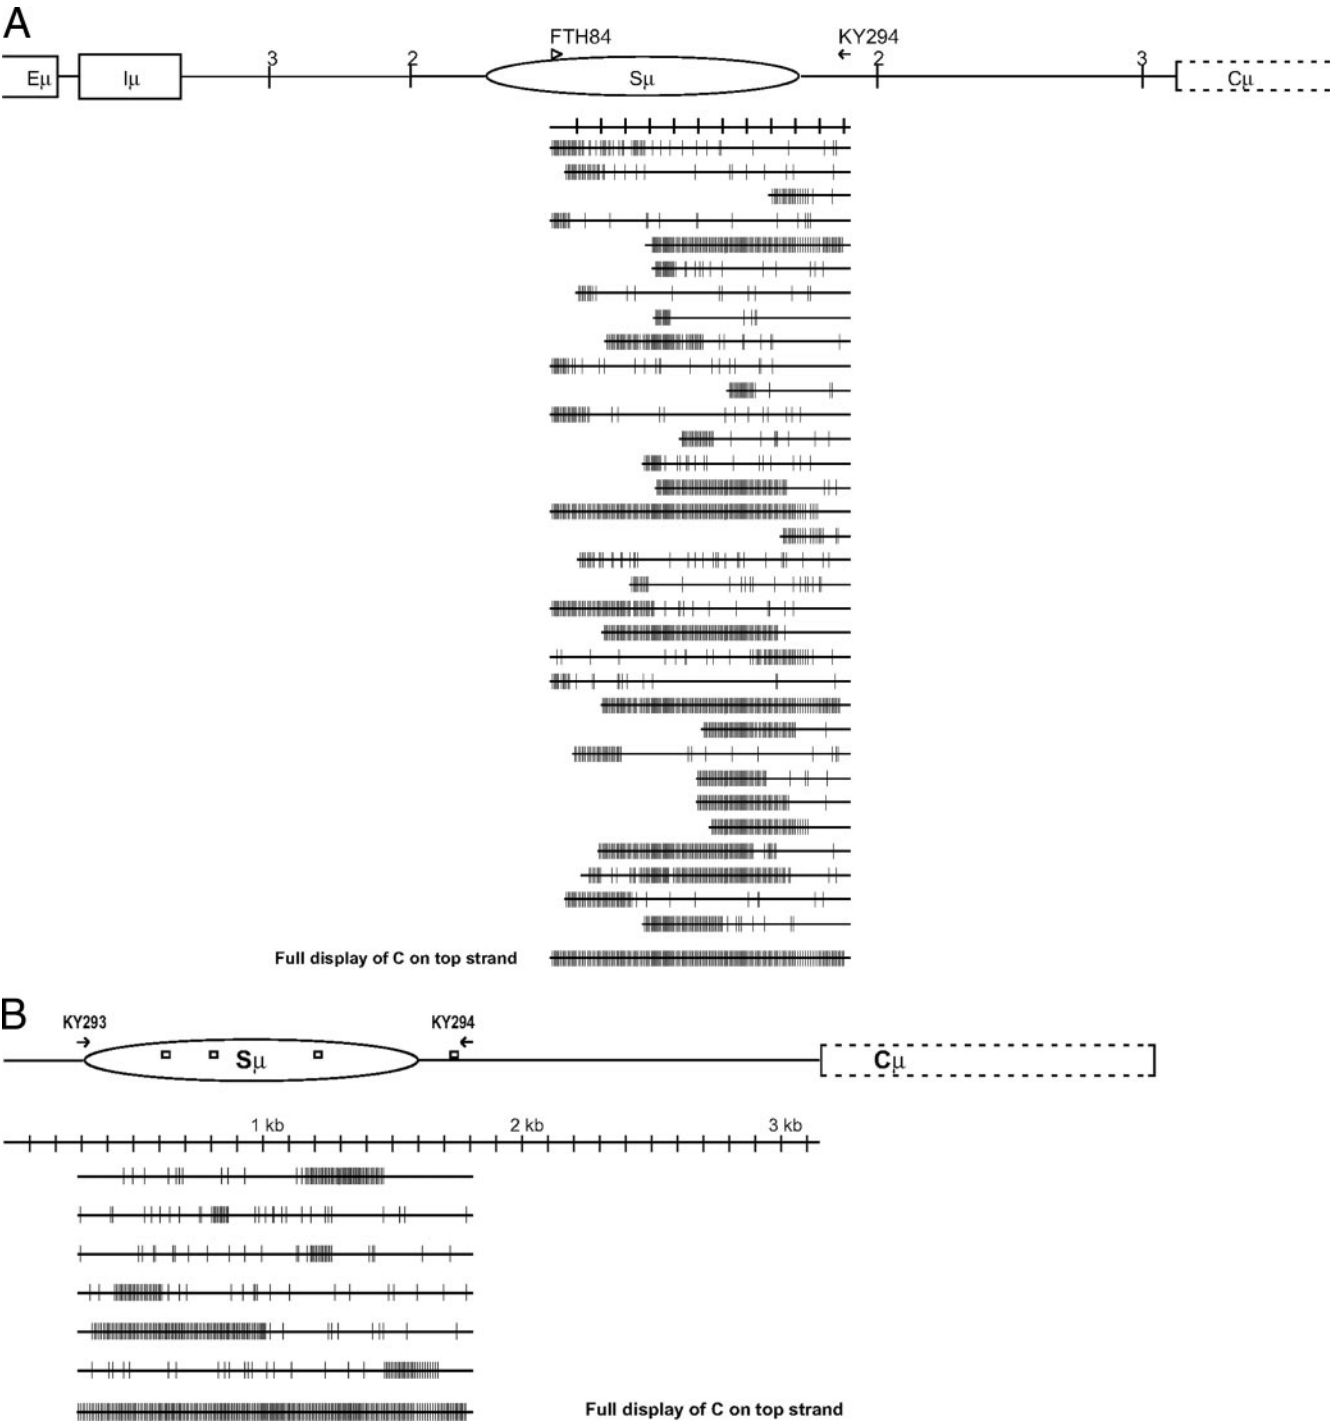 A
FTH84 KY294
3 2 2 3
Eμ Iμ Sμ Cμ
Full display of C on top strand
B
KY293 KY294
Sμ Cμ
1 kb 2 kb 3 kb
Full display of C on top strand